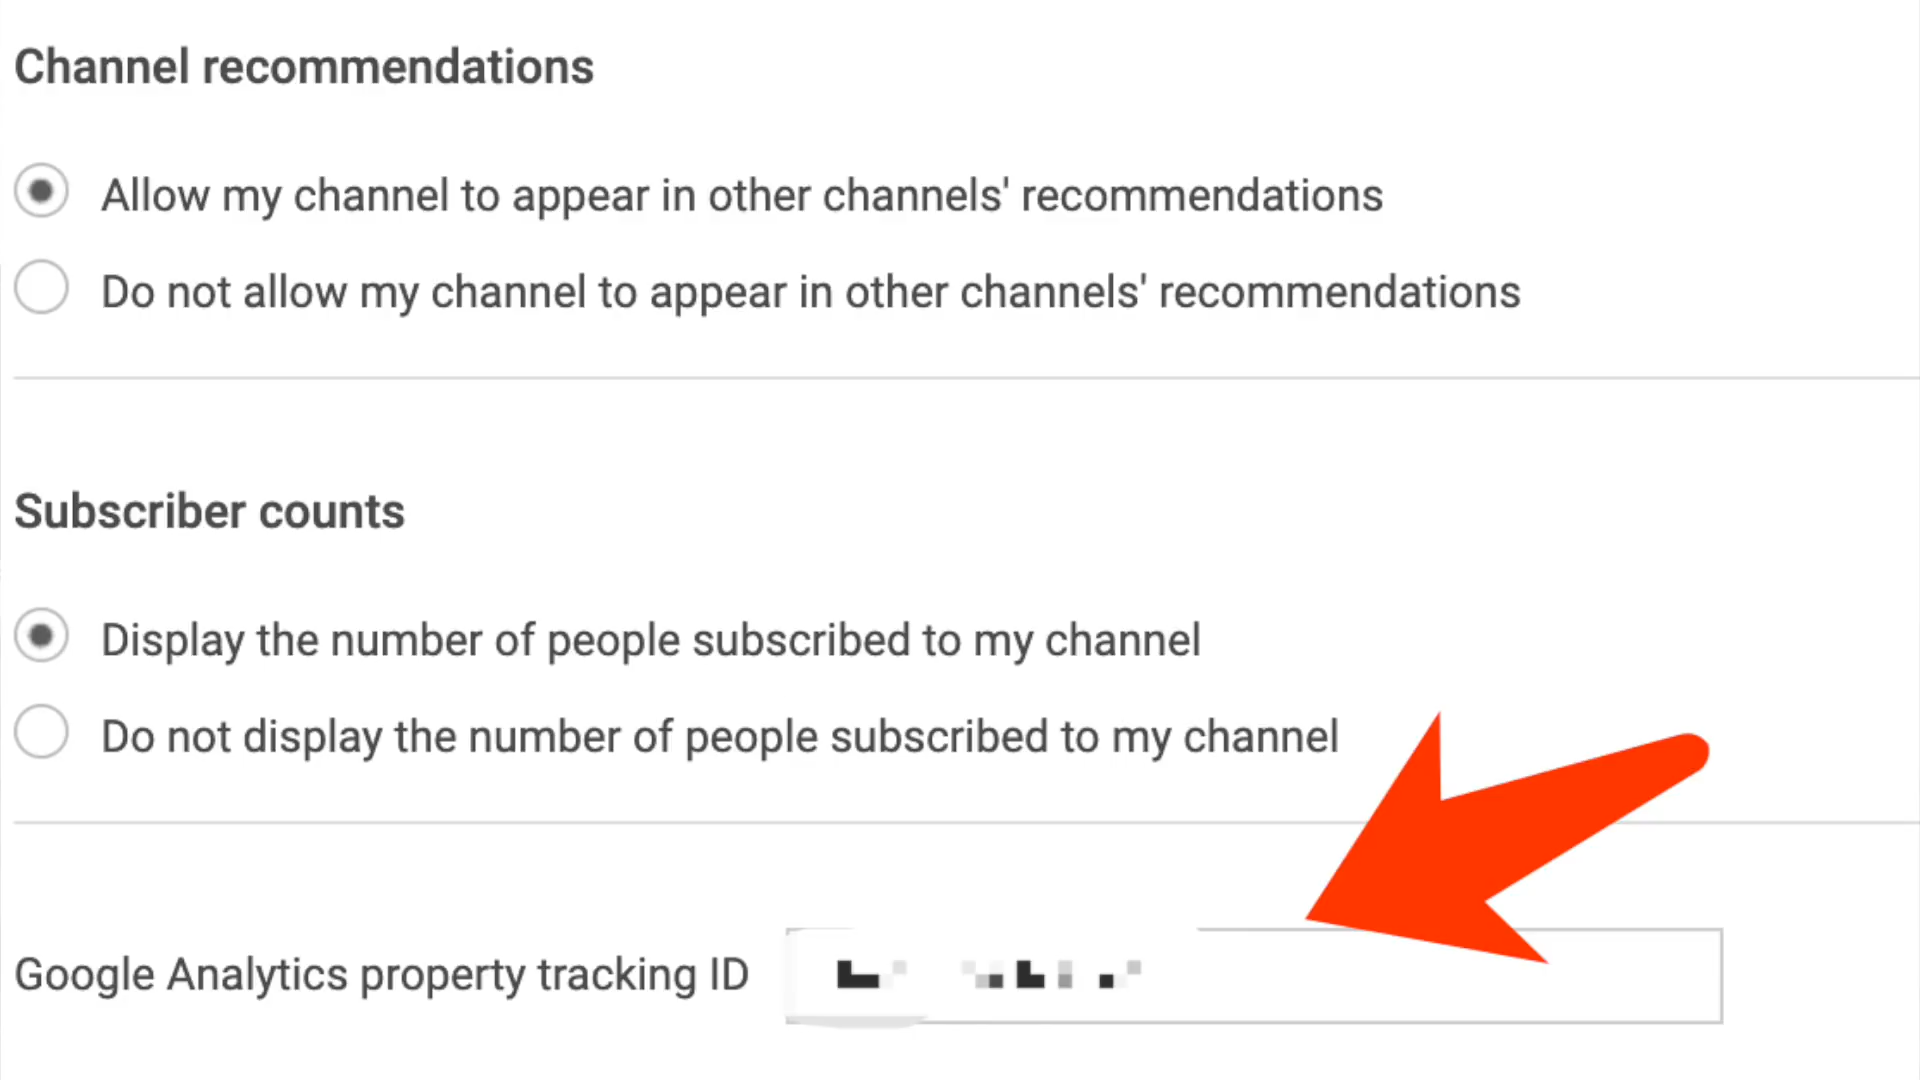 Channel recommendations
Allow my channel to appear in other channels' recommendations
Do not allow my channel to appear in other channels' recommendations
Subscriber counts
Display the number of people subscribed to my channel
Do not display the number of people subscribed to my channel
Google Analytics property tracking ID